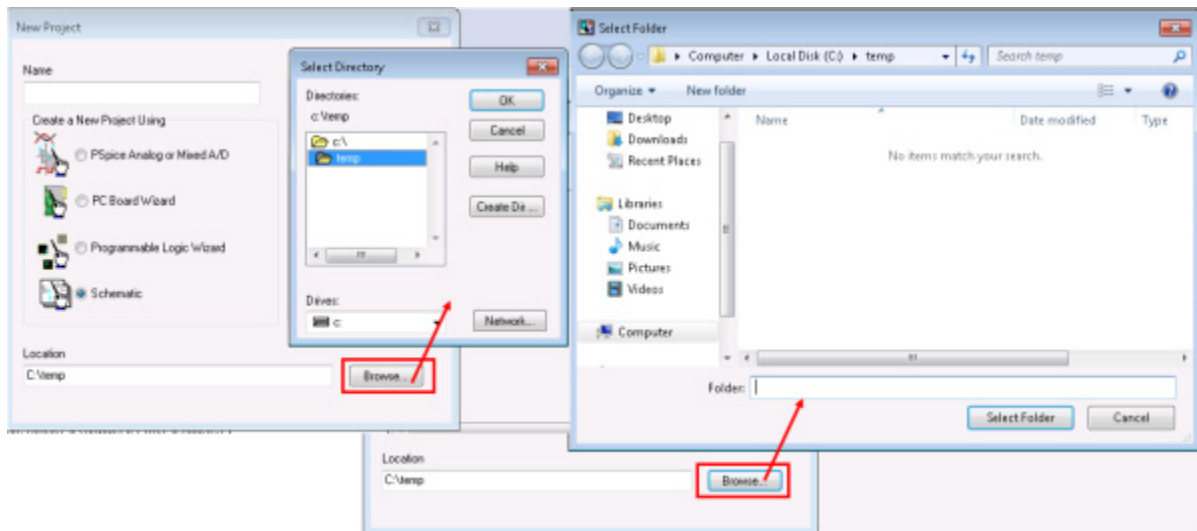 New Project
Name
Create a New Project Using
PSpice Analog or Mixed A/D
PC Board Wizard
Programmable Logic Wizard
Schematic
Location
C:\temp
Browse...
Select Directory
Directories:
c:\temp
c:\
temp
Drives:
c:
OK
Cancel
Help
Create Dir ...
Network...
Select Folder
Computer Local Disk (C:) temp
Search temp
Organize
New folder
Desktop
Downloads
Recent Places
Libraries
Documents
Music
Pictures
Videos
Computer
Name
Date modified
Type
No items match your search.
Folder:
Select Folder
Cancel
Location
C:\temp
Browse...